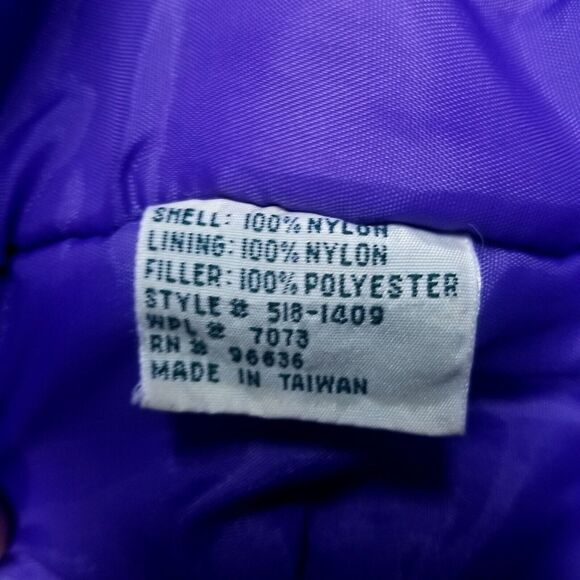 SHELL: 100% NYLON
LINING: 100% NYLON
FILLER: 100% POLYESTER
STYLE # 518-1409
WPL # 7073
RN # 96636
MADE IN TAIWAN